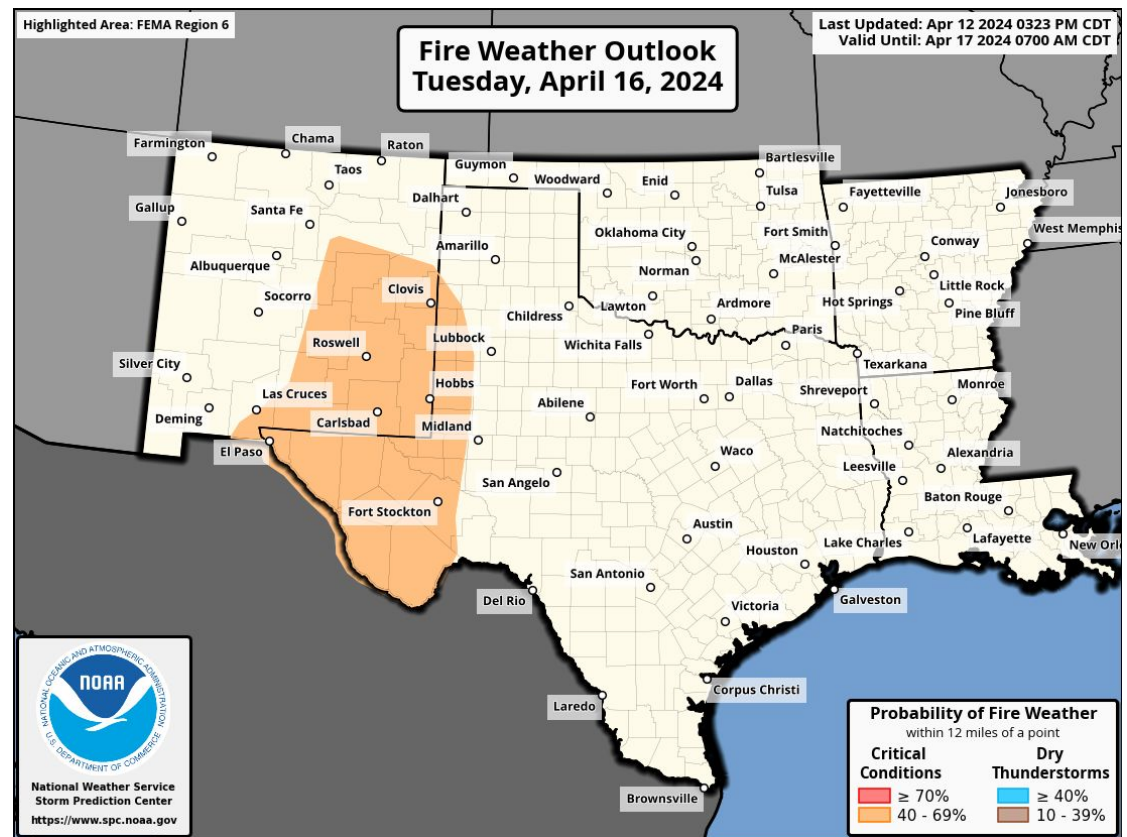 Highlighted Area: FEMA Region 6
Last Updated: Apr 12 2024 0323 PM CDT
Valid Until: Apr 17 2024 0700 AM CDT
Fire Weather Outlook
Tuesday, April 16, 2024
Farmington
Chama
Raton
Taos
Guymon
Woodward
Enid
Bartlesville
Tulsa
Fayetteville
Jonesboro
Gallup
Santa Fe
Dalhart
West Memphis
Albuquerque
Amarillo
Oklahoma City
Norman
Fort Smith
McAlester
Conway
Little Rock
Socorro
Clovis
Childress
Lawton
Ardmore
Hot Springs
Pine Bluff
Roswell
Lubbock
Wichita Falls
Paris
Texarkana
Silver City
Deming
Las Cruces
Hobbs
Carlsbad
Midland
Abilene
Fort Worth
Dallas
Shreveport
Monroe
El Paso
Natchitoches
Alexandria
Leesville
San Angelo
Waco
Fort Stockton
Baton Rouge
Austin
Houston
Lake Charles
Lafayette
New Orl
San Antonio
Del Rio
Victoria
Galveston
Laredo
Corpus Christi
Brownsville
NATIONAL OCEANIC AND ATMOSPHERIC ADMINISTRATION
NOAA
U.S. DEPARTMENT OF COMMERCE
National Weather Service
Storm Prediction Center
https://www.spc.noaa.gov
Probability of Fire Weather
within 12 miles of a point
Critical Conditions
≥ 70%
40 - 69%
Dry Thunderstorms
≥ 40%
10 - 39%